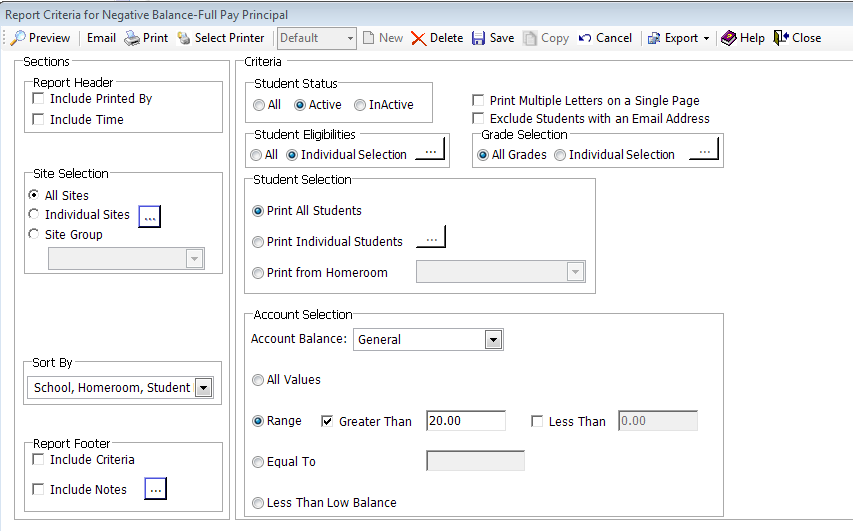 Report Criteria for Negative Balance-Full Pay Principal
Preview Email Print Select Printer Default New Delete Save Copy Cancel Export Help Close
Sections
Report Header
Include Printed By
Include Time
Site Selection
All Sites
Individual Sites ...
Site Group
Sort By
School, Homeroom, Student
Report Footer
Include Criteria
Include Notes ...
Criteria
Student Status
All Active InActive
Print Multiple Letters on a Single Page
Exclude Students with an Email Address
Student Eligibilities
All Individual Selection ...
Grade Selection
All Grades Individual Selection ...
Student Selection
Print All Students
Print Individual Students ...
Print from Homeroom
Account Selection
Account Balance: General
All Values
Range Greater Than 20.00 Less Than 0.00
Equal To
Less Than Low Balance